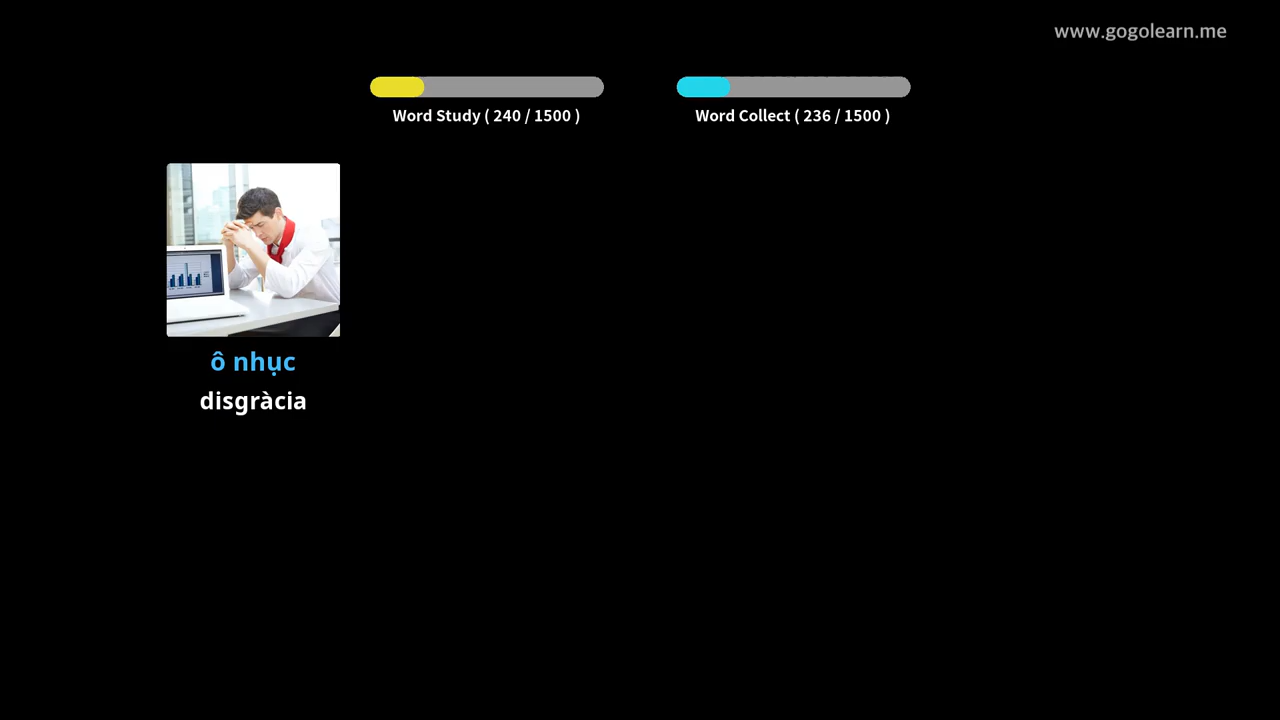 www.gogolearn.me
Word Study ( 240 / 1500 )
Word Collect ( 236 / 1500 )
ô nhục
disgràcia